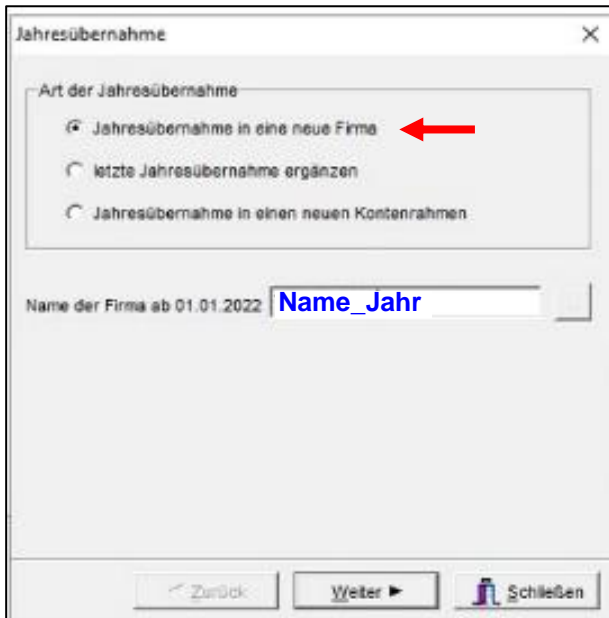 Jahresübernahme
Art der Jahresübernahme
Jahresübernahme in eine neue Firma
letzte Jahresübernahme ergänzen
Jahresübernahme in einen neuen Kontenrahmen
Name der Firma ab 01.01.2022 Name_Jahr
Zurück Weiter Schließen